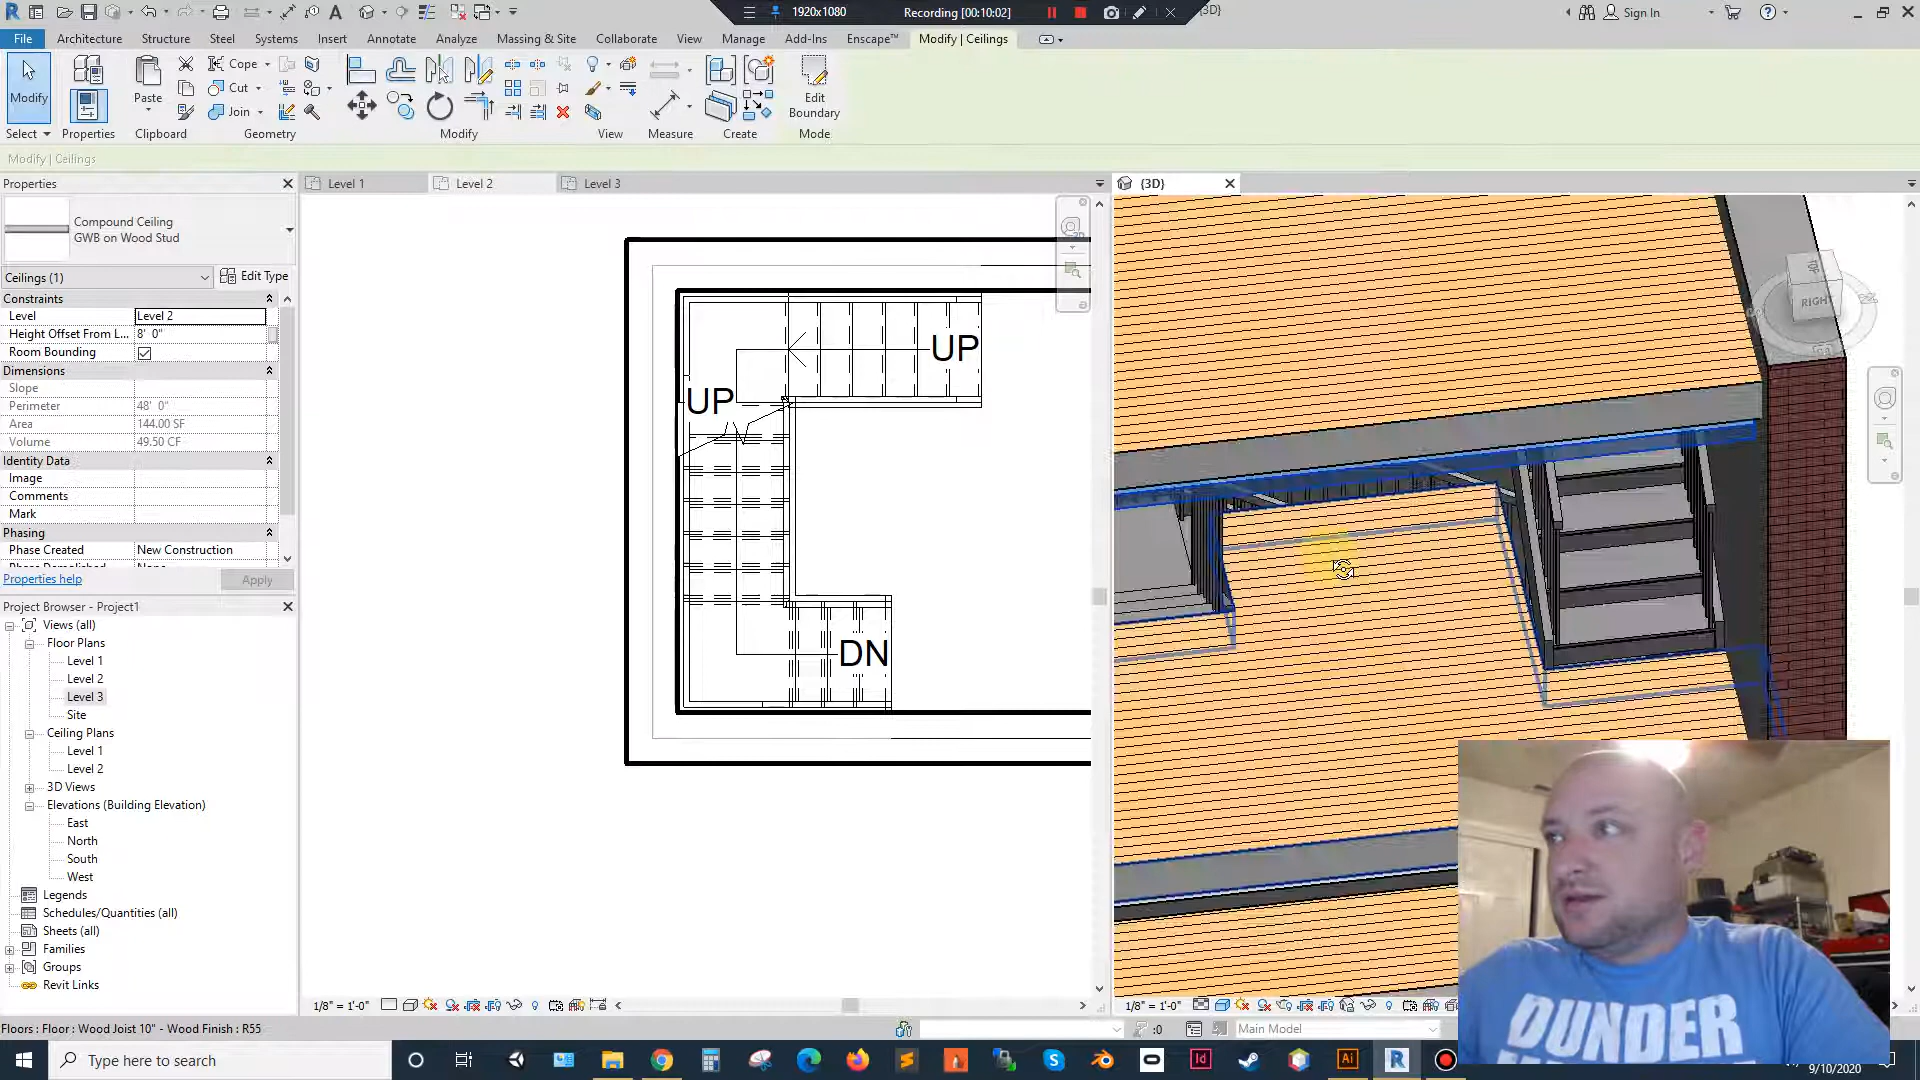 1920x1080
Recording [00:10:02]
{3D}
Sign In
File
Architecture
Structure
Steel
Systems
Insert
Annotate
Analyze
Massing & Site
Collaborate
View
Manage
Add-Ins
Enscape™
Modify | Ceilings
Modify
Paste
Cope
Cut
Join
Edit
Boundary
Select
Properties
Clipboard
Geometry
Modify
View
Measure
Create
Mode
Modify | Ceilings
Properties
Level 1
Level 2
Level 3
{3D}
Compound Ceiling
GWB on Wood Stud
Ceilings (1)
Edit Type
Constraints
Level
Level 2
Height Offset From L...
8' 0"
Room Bounding
Dimensions
Slope
Perimeter
48' 0"
Area
144.00 SF
Volume
49.50 CF
Identity Data
Image
Comments
Mark
Phasing
Phase Created
New Construction
Properties help
Apply
UP
UP
DN
TOP
RIGHT
Project Browser - Project1
Views (all)
Floor Plans
Level 1
Level 2
Level 3
Site
Ceiling Plans
Level 1
Level 2
3D Views
Elevations (Building Elevation)
East
North
South
West
Legends
Schedules/Quantities (all)
Sheets (all)
Families
Groups
Revit Links
1/8" = 1'-0"
1/8" = 1'-0"
Floors : Floor : Wood Joist 10" - Wood Finish : R55
:0
Main Model
DUNDER
Type here to search
9/10/2020